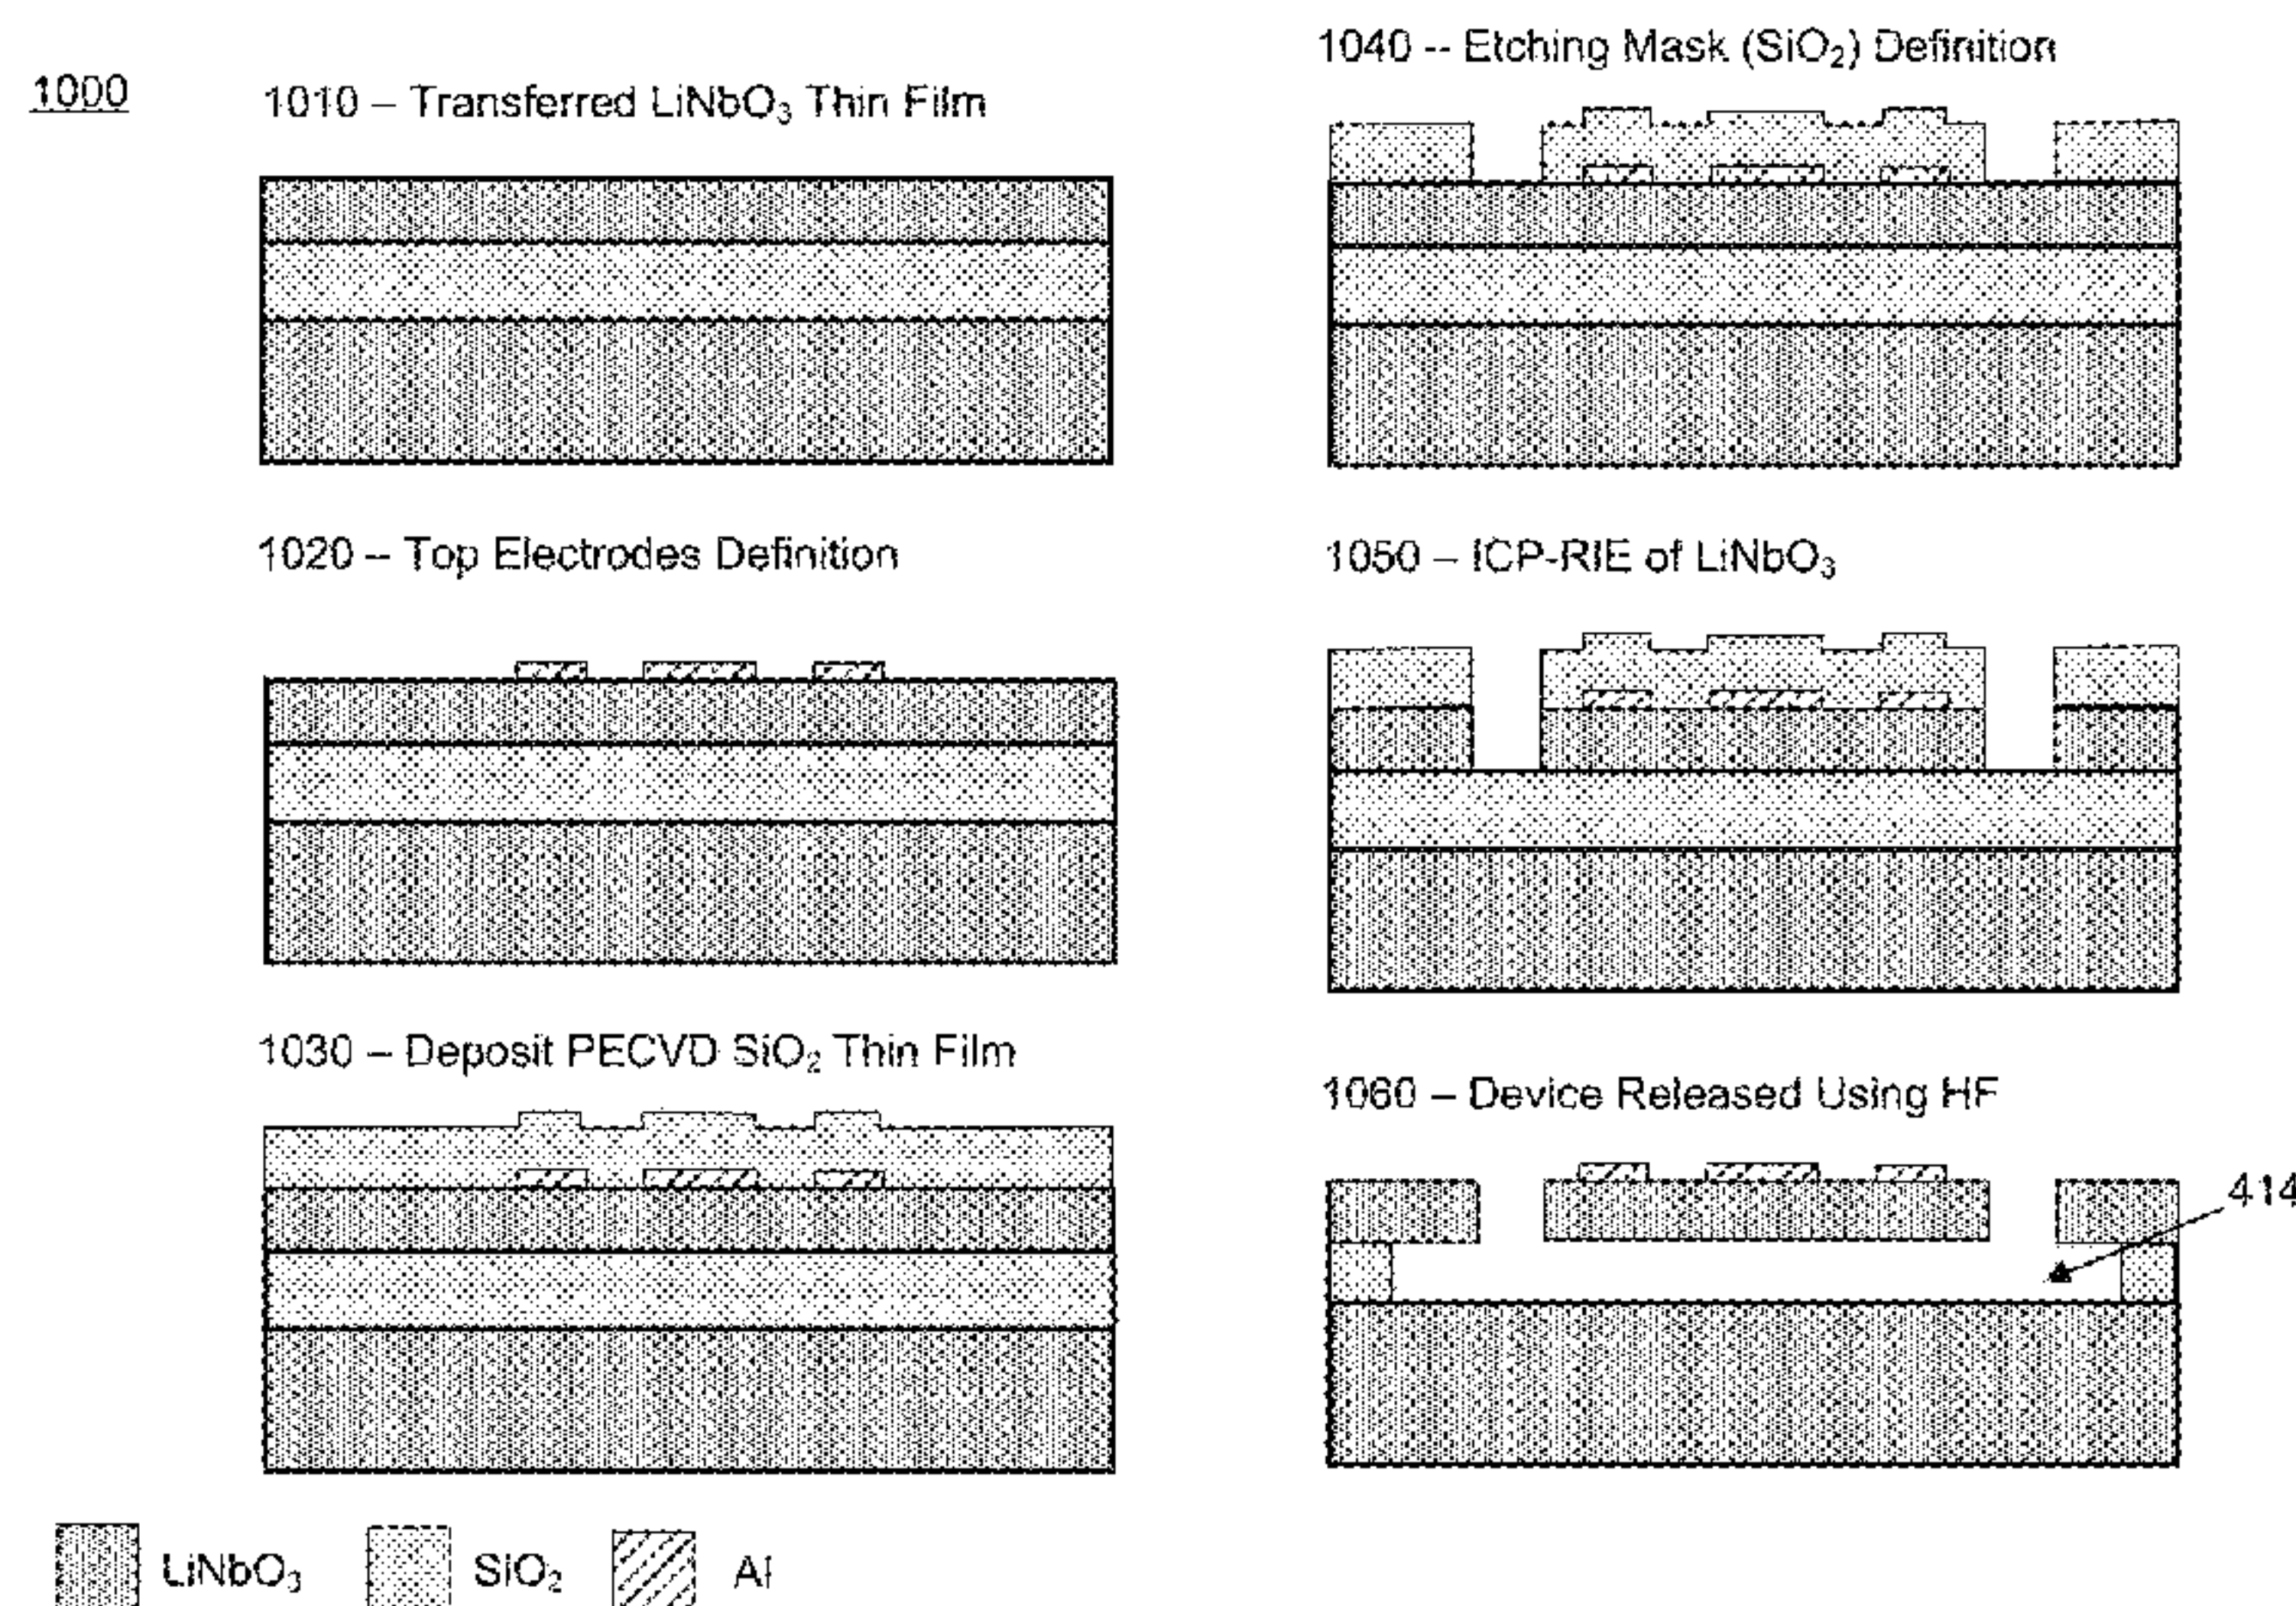 1000
1010 – Transferred LiNbO₃ Thin Film
1020 – Top Electrodes Definition
1030 – Deposit PECVD SiO₂ Thin Film
1040 -- Etching Mask (SiO₂) Definition
1050 – ICP-RIE of LiNbO₃
1060 – Device Released Using HF
414
LiNbO₃
SiO₂
Al